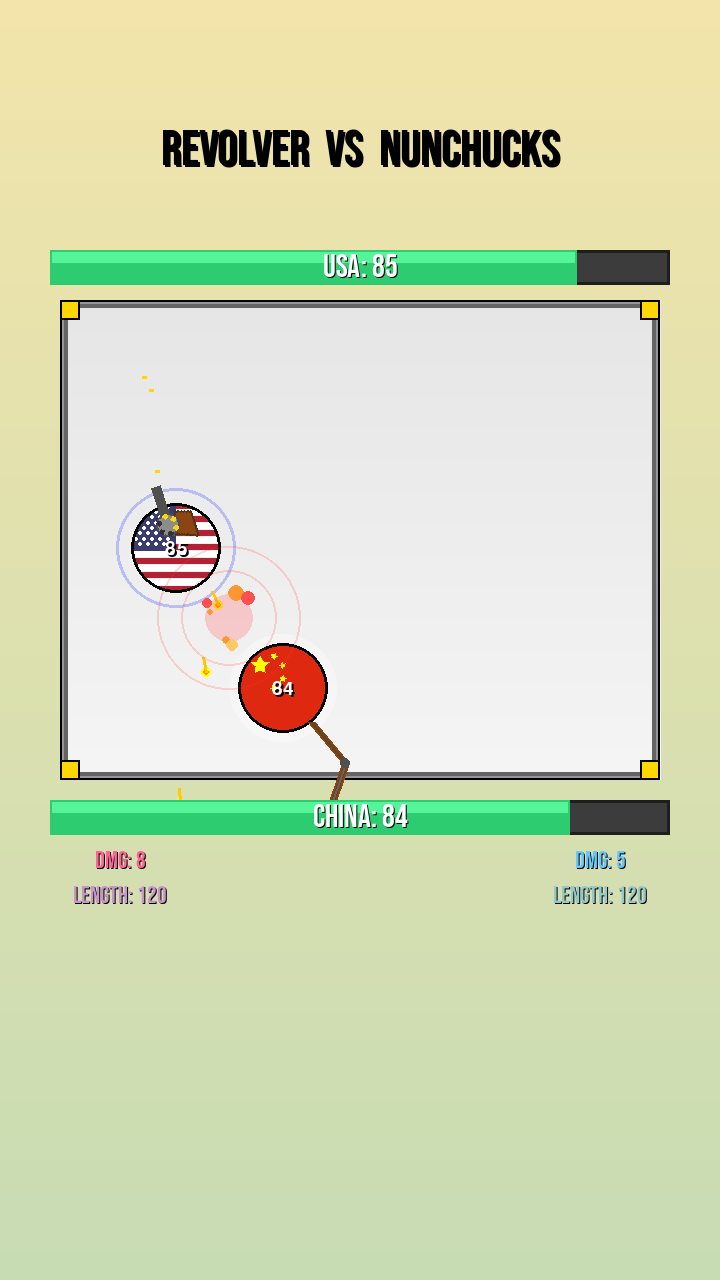 REVOLVER VS NUNCHUCKS
USA: 85
85
84
CHINA: 84
DMG: 8
DMG: 5
LENGTH: 120
LENGTH: 120